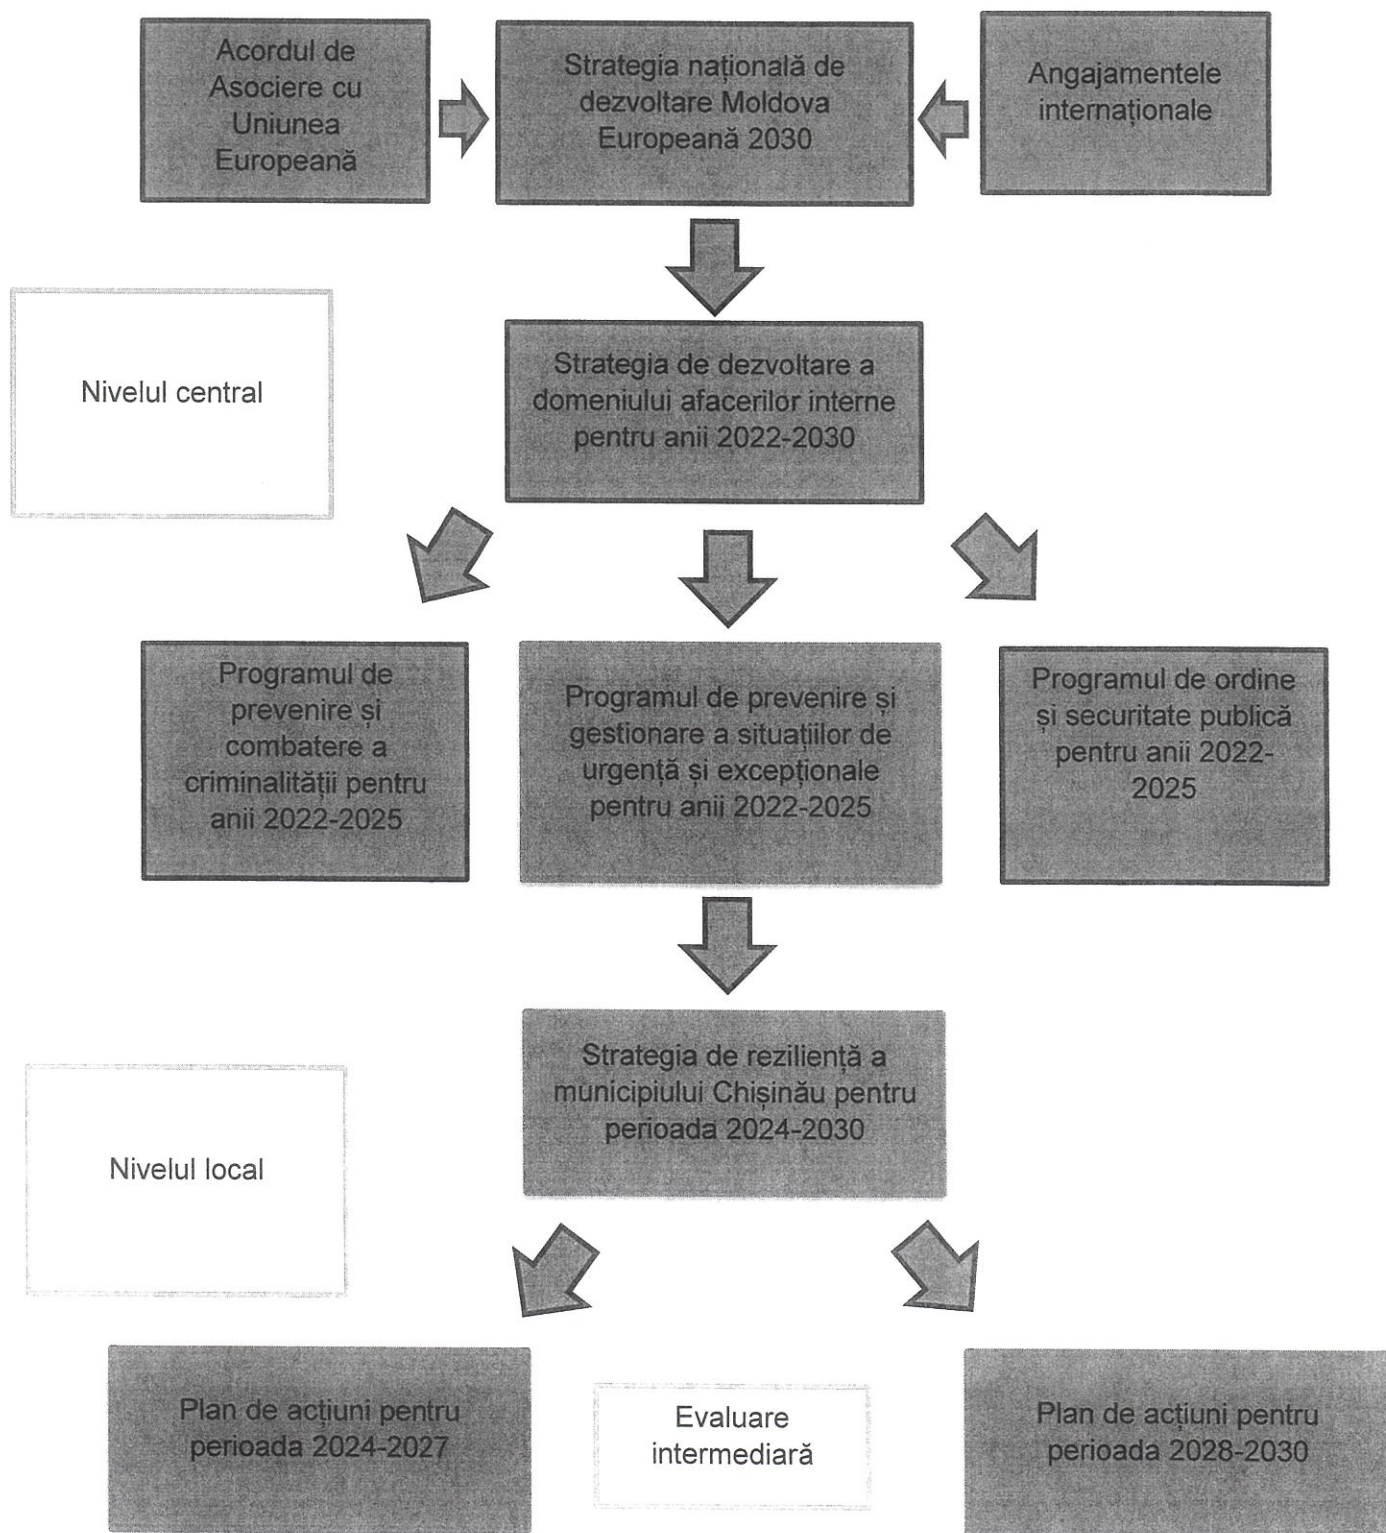 Acordul de
Asociere cu
Uniunea
Europeană
Strategia națională de
dezvoltare Moldova
Europeană 2030
Angajamentele
internaționale
Nivelul central
Strategia de dezvoltare a
domeniului afacerilor interne
pentru anii 2022-2030
Programul de
prevenire și
combatere a
criminalității pentru
anii 2022-2025
Programul de prevenire și
gestionare a situațiilor de
urgență și excepționale
pentru anii 2022-2025
Programul de ordine
și securitate publică
pentru anii 2022-
2025
Strategia de reziliență a
municipiului Chișinău pentru
perioada 2024-2030
Nivelul local
Plan de acțiuni pentru
perioada 2024-2027
Evaluare
intermediară
Plan de acțiuni pentru
perioada 2028-2030